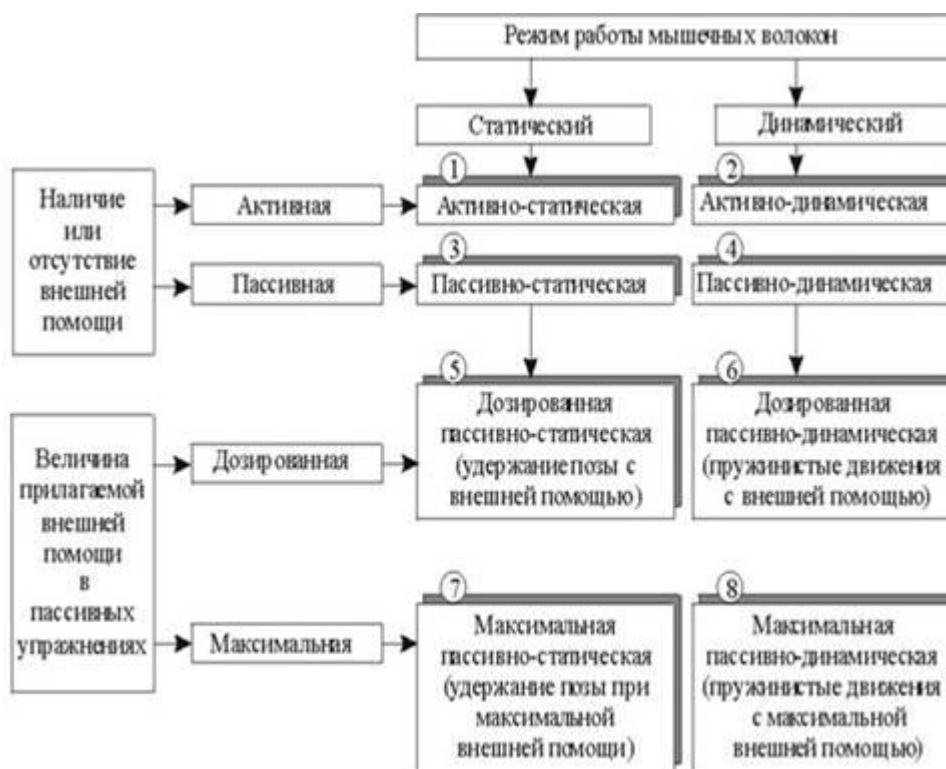 Режим работы мышечных волокон
Статический
Динамический
Наличие
или
отсутствие
внешней
помощи
Активная
1
Активно-статическая
2
Активно-динамическая
Пассивная
3
Пассивно-статическая
4
Пассивно-динамическая
Величина
прилагаемой
внешней
помощи
в
пассивных
упражнениях
Дозированная
5
Дозированная
пассивно-статическая
(удержание позы с
внешней помощью)
6
Дозированная
пассивно-динамическая
(пружинистые движения
с внешней помощью)
Максимальная
7
Максимальная
пассивно-статическая
(удержание позы при
максимальной
внешней помощи)
8
Максимальная
пассивно-динамическая
(пружинистые движения
с максимальной
внешней помощью)